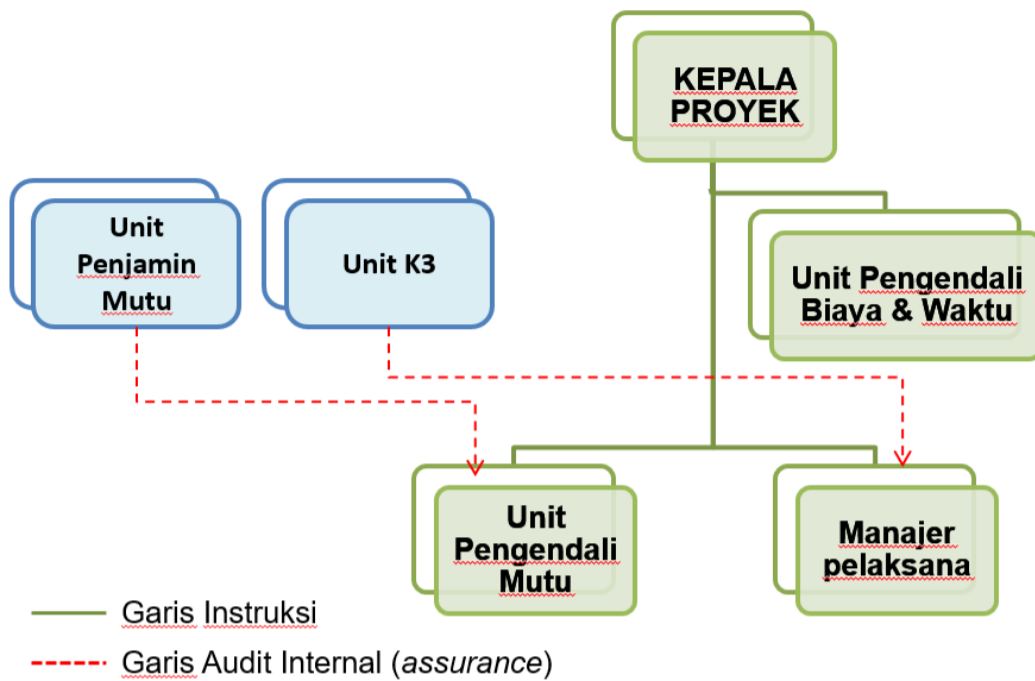 KEPALA
PROYEK
Unit
Penjamin
Mutu
Unit K3
Unit Pengendali
Biaya & Waktu
Unit
Pengendali
Mutu
Manajer
pelaksana
Garis Instruksi
Garis Audit Internal (assurance)